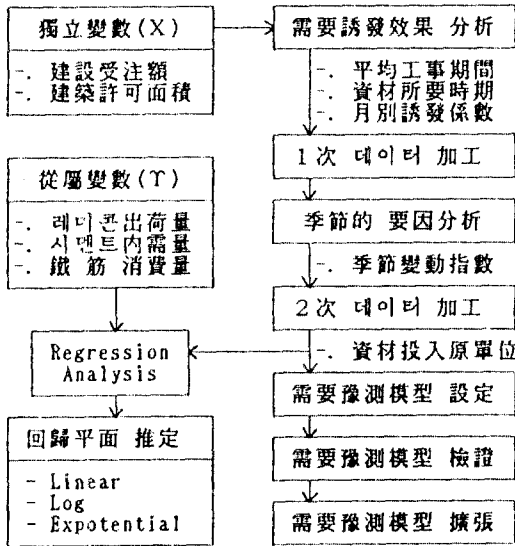 獨立變數(X)
-. 建設受注額
-. 建築許可面積
從屬變數(Y)
-. 레미콘出荷量
-. 시멘트內需量
-. 鐵 筋 消費量
Regression
Analysis
回歸平面 推定
- Linear
- Log
- Expotential
需要誘發效果 分析
-. 平均工事期間
-. 資材所要時期
-. 月別誘發係數
1次 데이터 加工
季節的 要因分析
-. 季節變動指數
2次 데이터 加工
-. 資材投入原單位
需要豫測模型 設定
需要豫測模型 檢證
需要豫測模型 擴張